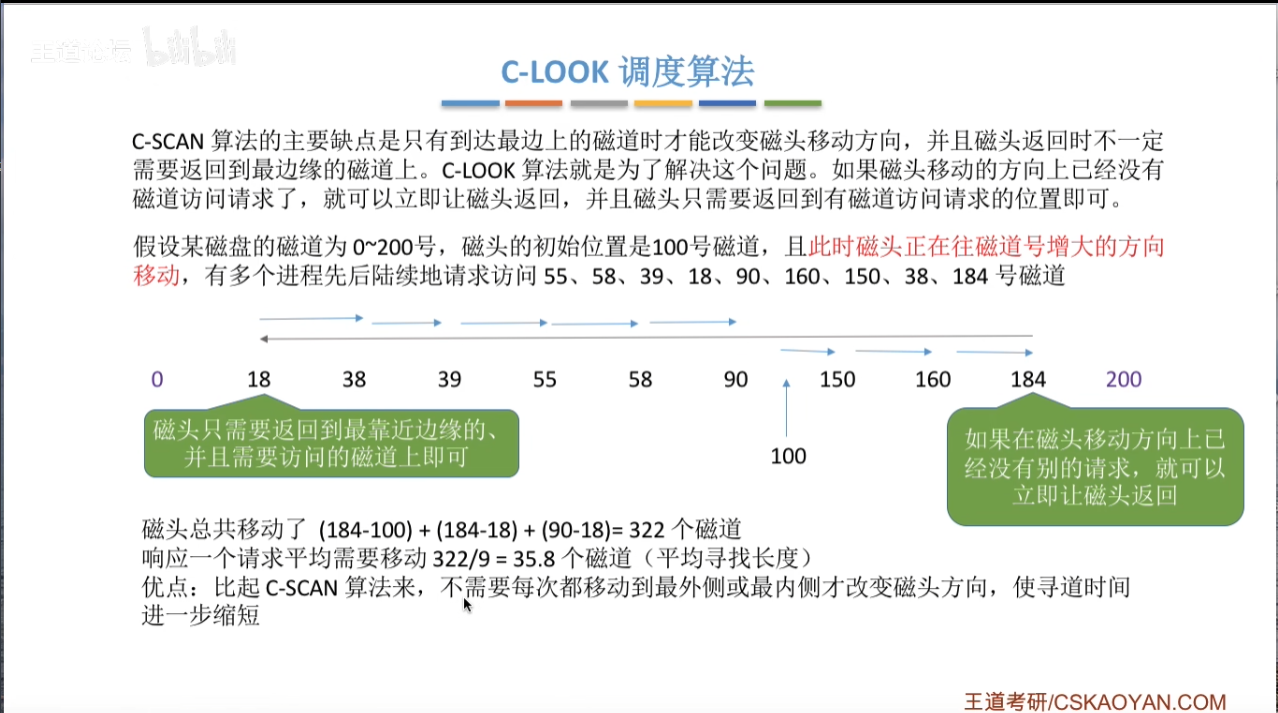 王道论坛 bilibili
C-LOOK 调度算法
C-SCAN 算法的主要缺点是只有到达最边上的磁道时才能改变磁头移动方向，并且磁头返回时不一定
需要返回到最边缘的磁道上。C-LOOK 算法就是为了解决这个问题。如果磁头移动的方向上已经没有
磁道访问请求了，就可以立即让磁头返回，并且磁头只需要返回到有磁道访问请求的位置即可。
假设某磁盘的磁道为 0~200号，磁头的初始位置是100号磁道，且此时磁头正在往磁道号增大的方向
移动，有多个进程先后陆续地请求访问 55、58、39、18、90、160、150、38、184 号磁道
0 18 38 39 55 58 90 150 160 184 200
100
磁头只需要返回到最靠近边缘的、
并且需要访问的磁道上即可
如果在磁头移动方向上已
经没有别的请求，就可以
立即让磁头返回
磁头总共移动了 (184-100) + (184-18) + (90-18)= 322 个磁道
响应一个请求平均需要移动 322/9 = 35.8 个磁道（平均寻找长度）
优点：比起 C-SCAN 算法来，不需要每次都移动到最外侧或最内侧才改变磁头方向，使寻道时间
进一步缩短
王道考研/CSKAOYAN.COM